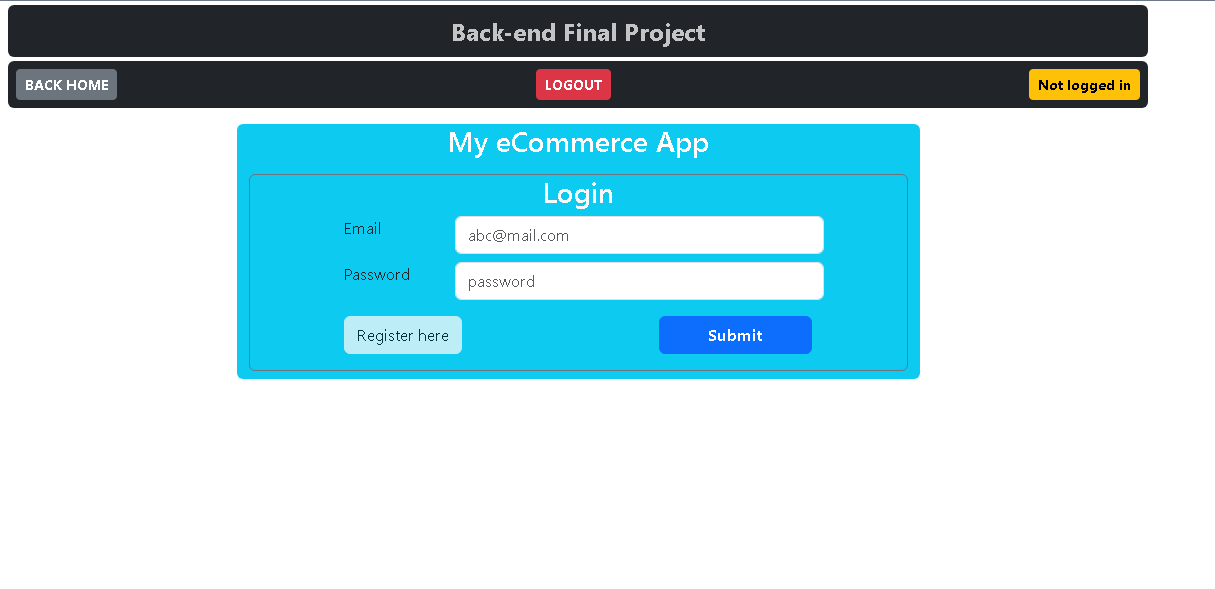 Back-end Final Project
BACK HOME LOGOUT Not logged in
My eCommerce App
Login
Email abc@mail.com
Password password
Register here Submit